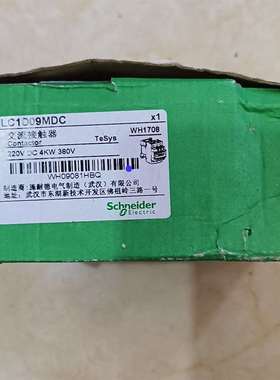 LC1D09MDC x1
交流接触器 TeSys WH1708
Contactor
220V DC 4KW 380V
WH09081HBQ
制造商：施耐德电气制造（武汉）有限公司
地址：武汉市东湖新技术开发区佛祖岭三路一号
Schneider
Electric